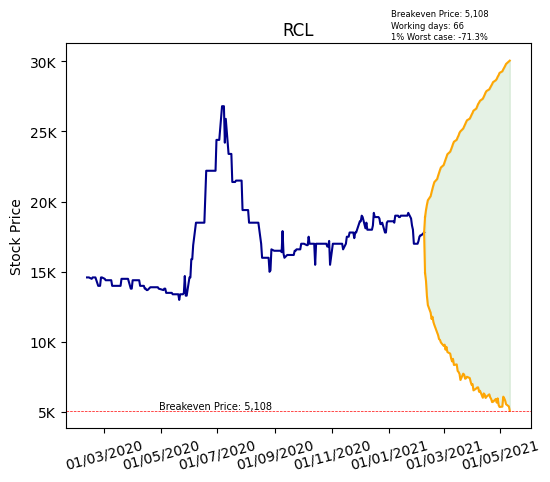 Breakeven Price: 5,108
Working days: 66
1% Worst case: -71.3%
RCL
Stock Price
30K
25K
20K
15K
10K
5K
Breakeven Price: 5,108
01/03/2020
01/05/2020
01/07/2020
01/09/2020
01/11/2020
01/01/2021
01/03/2021
01/05/2021